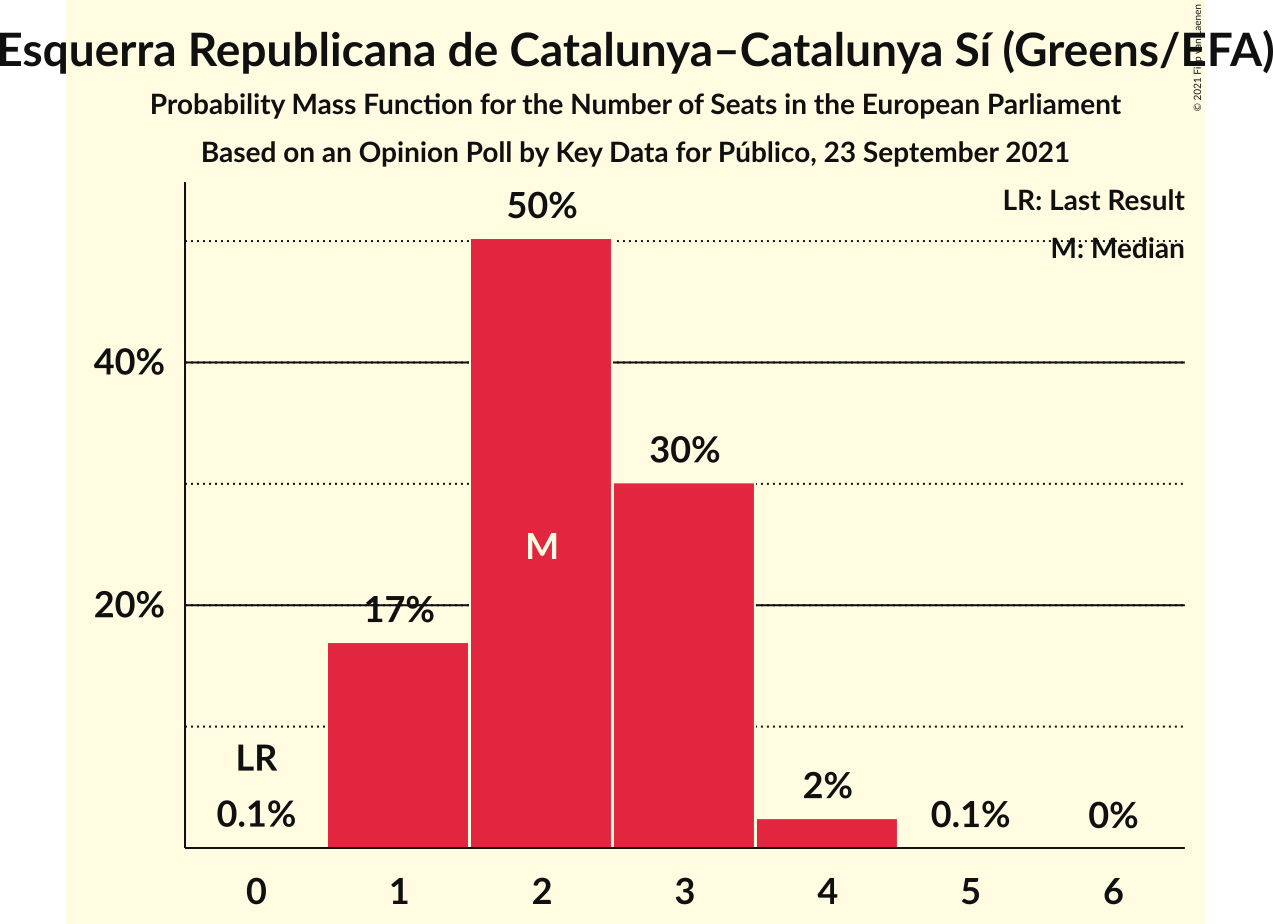 Esquerra Republicana de Catalunya–Catalunya Sí (Greens/EFA)
Probability Mass Function for the Number of Seats in the European Parliament
Based on an Opinion Poll by Key Data for Público, 23 September 2021
© 2021
LR: Last Result
M: Median
50%
40%
30%
M
20%
17%
LR
0.1%
2%
0.1%
0%
0 1 2 3 4 5 6